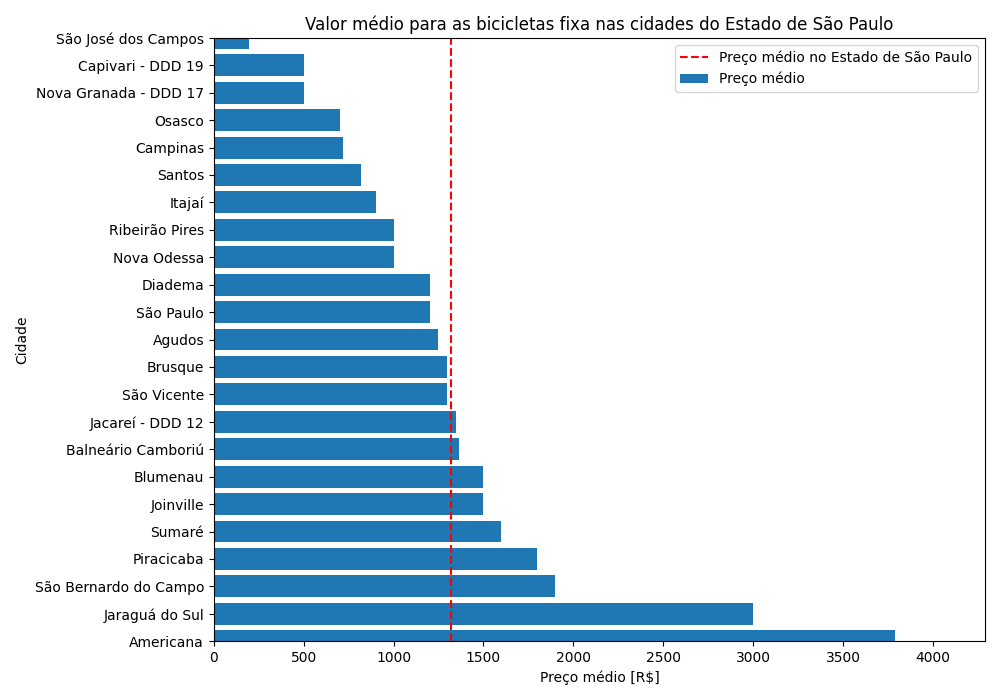 Valor médio para as bicicletas fixa nas cidades do Estado de São Paulo
Preço médio no Estado de São Paulo
Preço médio
Cidade
São José dos Campos
Capivari - DDD 19
Nova Granada - DDD 17
Osasco
Campinas
Santos
Itajaí
Ribeirão Pires
Nova Odessa
Diadema
São Paulo
Agudos
Brusque
São Vicente
Jacareí - DDD 12
Balneário Camboriú
Blumenau
Joinville
Sumaré
Piracicaba
São Bernardo do Campo
Jaraguá do Sul
Americana
0 500 1000 1500 2000 2500 3000 3500 4000
Preço médio [R$]